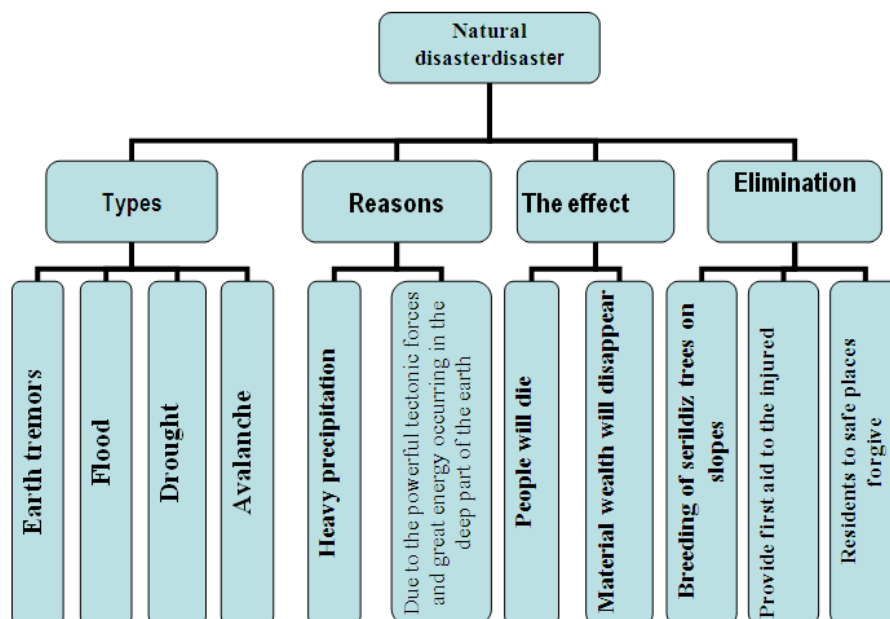 Natural
disasterdisaster
Types
Reasons
The effect
Elimination
Earth tremors
Flood
Drought
Avalanche
Heavy precipitation
Due to the powerful tectonic forces
and great energy occurring in the
deep part of the earth
People will die
Material wealth will disappear
Breeding of serildiz trees on
slopes
Provide first aid to the injured
Residents to safe places
forgive